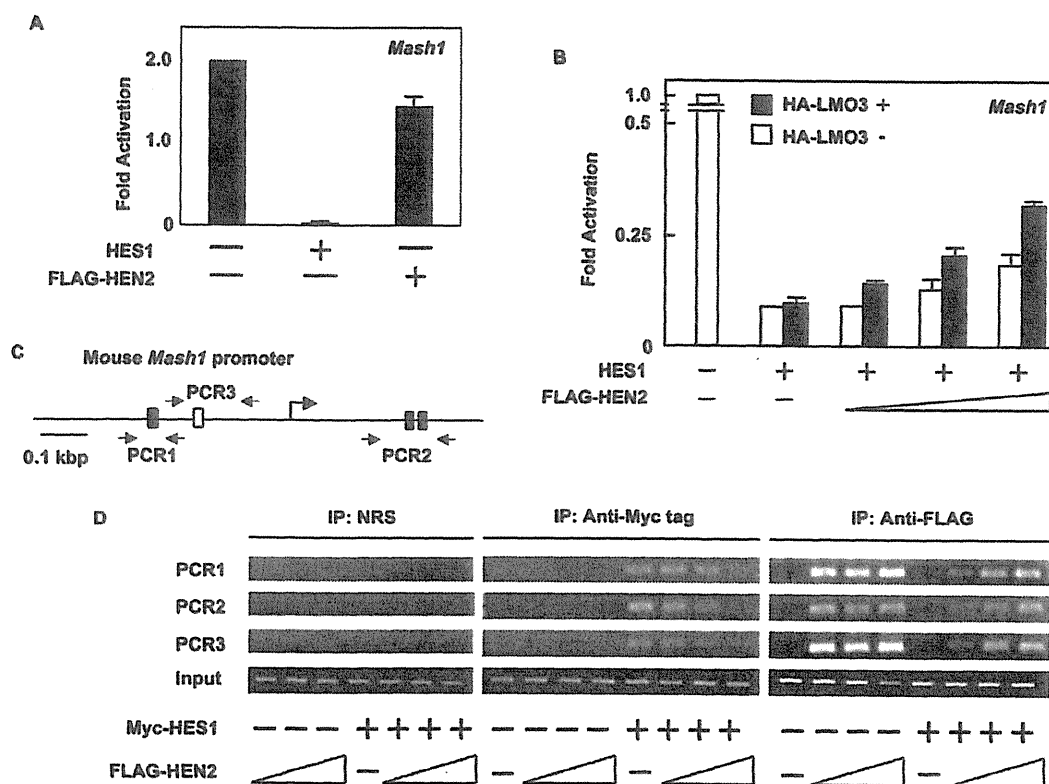 A
Mash1
2.0
1.0
0
Fold Activation
HES1 — + —
FLAG-HEN2 — — +
B
Mash1
HA-LMO3 +
HA-LMO3 -
1.0
0.5
0.25
0
Fold Activation
HES1 - + + + +
FLAG-HEN2 - -
C
Mouse Mash1 promoter
PCR3
PCR1
PCR2
0.1 kbp
D
IP: NRS
IP: Anti-Myc tag
IP: Anti-FLAG
PCR1
PCR2
PCR3
Input
Myc-HES1 - - - + + + + - - - - + + + + - - - - + + + +
FLAG-HEN2 - - - - -